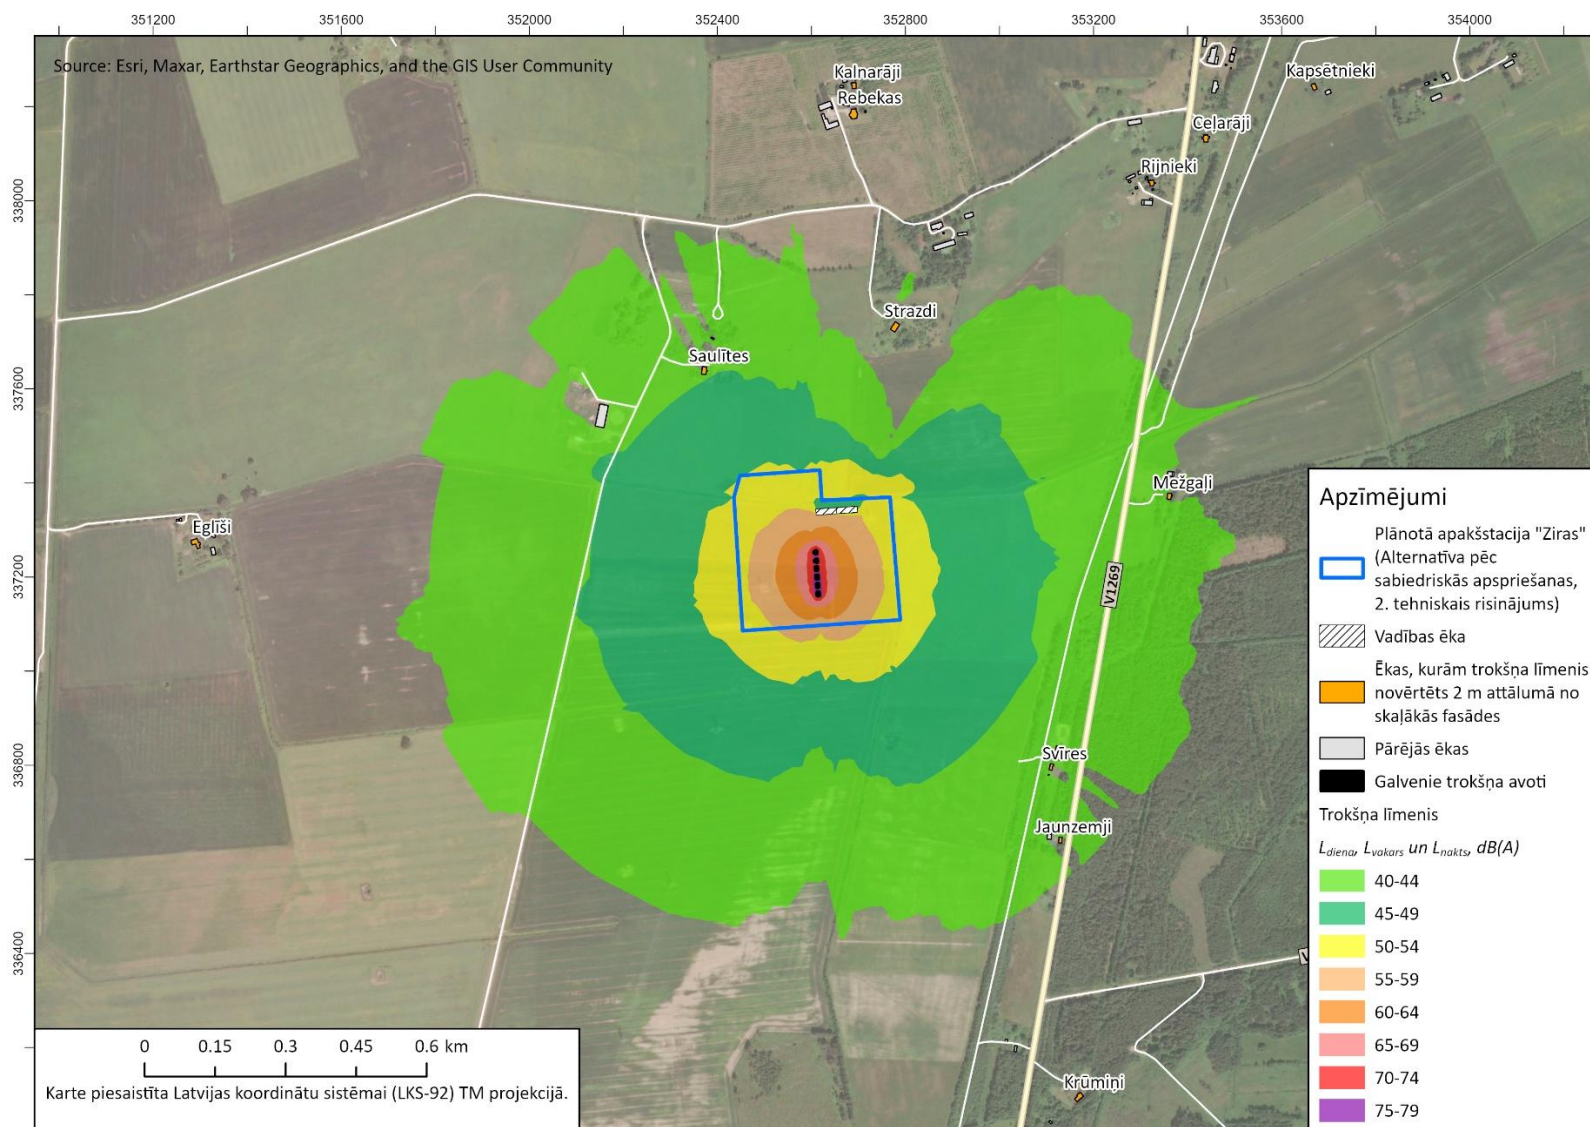 351200 351600 352000 352400 352800 353200 353600 354000
Source: Esri, Maxar, Earthstar Geographics, and the GIS User Community
Kalnarāji
Kapsētnieki
Rebekas
Ceļarāji
Rijnieki
338000
Strazdi
Saulītes
337600
Mežgaļi
Eglīši
337200
V1269
Svīres
336800
Jaunzemji
336400
Krūmiņi
Apzīmējumi
Plānotā apakšstacija "Ziras"
(Alternatīva pēc
sabiedriskās apspriešanas,
2. tehniskais risinājums)
Vadības ēka
Ēkas, kurām trokšņa līmenis
novērtēts 2 m attālumā no
skaļākās fasādes
Pārējās ēkas
Galvenie trokšņa avoti
Trokšņa līmenis
L diena, L vakars un L nakts, dB(A)
40-44
45-49
50-54
55-59
60-64
65-69
70-74
75-79
0 0.15 0.3 0.45 0.6 km
Karte piesaistīta Latvijas koordinātu sistēmai (LKS-92) TM projekcijā.